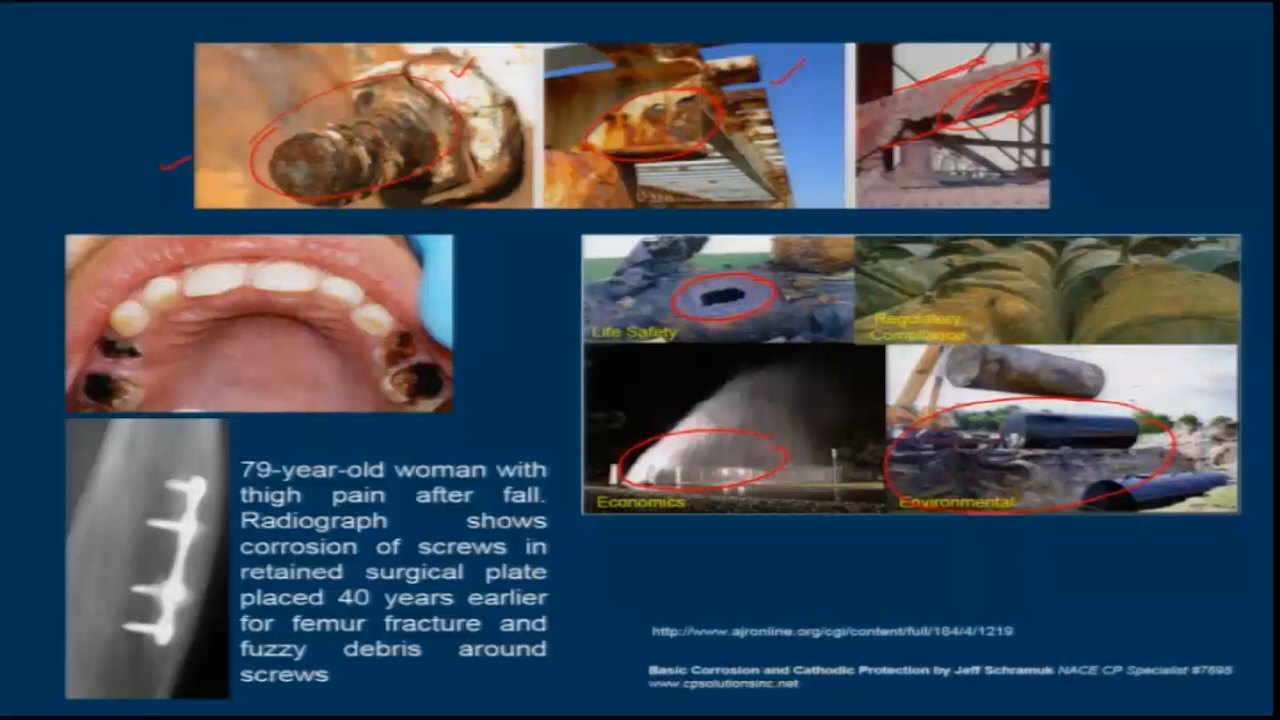 Life Safety
Regulatory
Compliance
Economics
Environmental
79-year-old woman with
thigh pain after fall.
Radiograph shows
corrosion of screws in
retained surgical plate
placed 40 years earlier
for femur fracture and
fuzzy debris around
screws
http://www.ajronline.org/cgi/content/full/184/4/1219
Basic Corrosion and Cathodic Protection by Jeff Schramuk NACE CP Specialist #7695
www.cpsolutionsinc.net